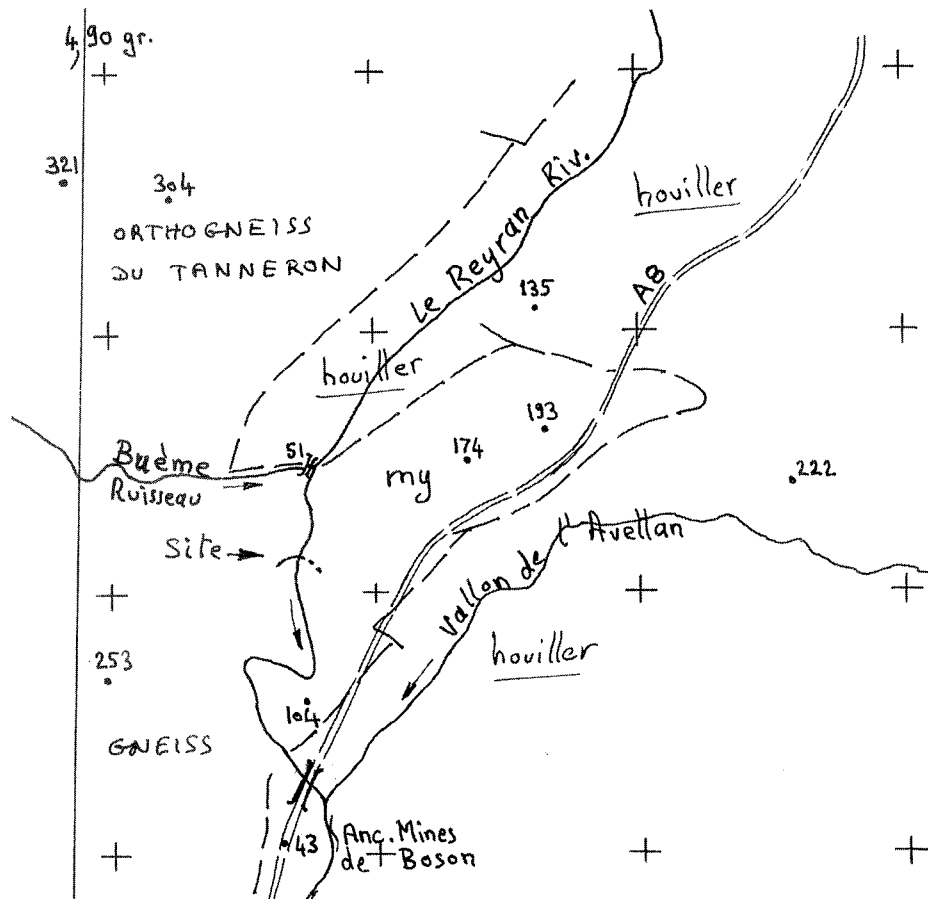 4,90 gr.
321
304
ORTHOGNEISS
DU TANNERON
Le Reyran Riv.
houiller
A8
135
houiller
193
174
my
51
Buème
Ruisseau
222
Site
Vallon de l'Avellan
houiller
253
104
GNEISS
43
Anc. Mines
de Boson